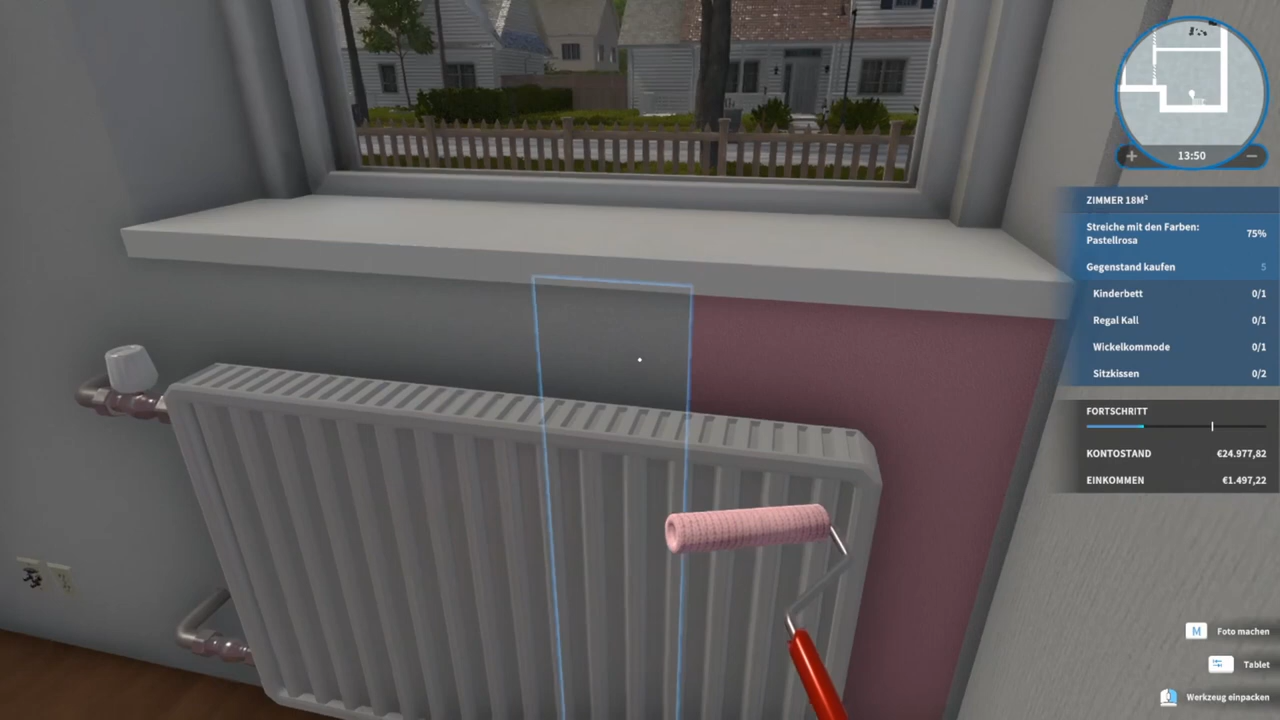 13:50
ZIMMER 18M²
Streiche mit den Farben: 75%
Pastellrosa
Gegenstand kaufen 5
Kinderbett 0/1
Regal Kall 0/1
Wickelkommode 0/1
Sitzkissen 0/2
FORTSCHRITT
KONTOSTAND €24.977,82
EINKOMMEN €1.497,22
M Foto machen
Tablet
Werkzeug einpacken